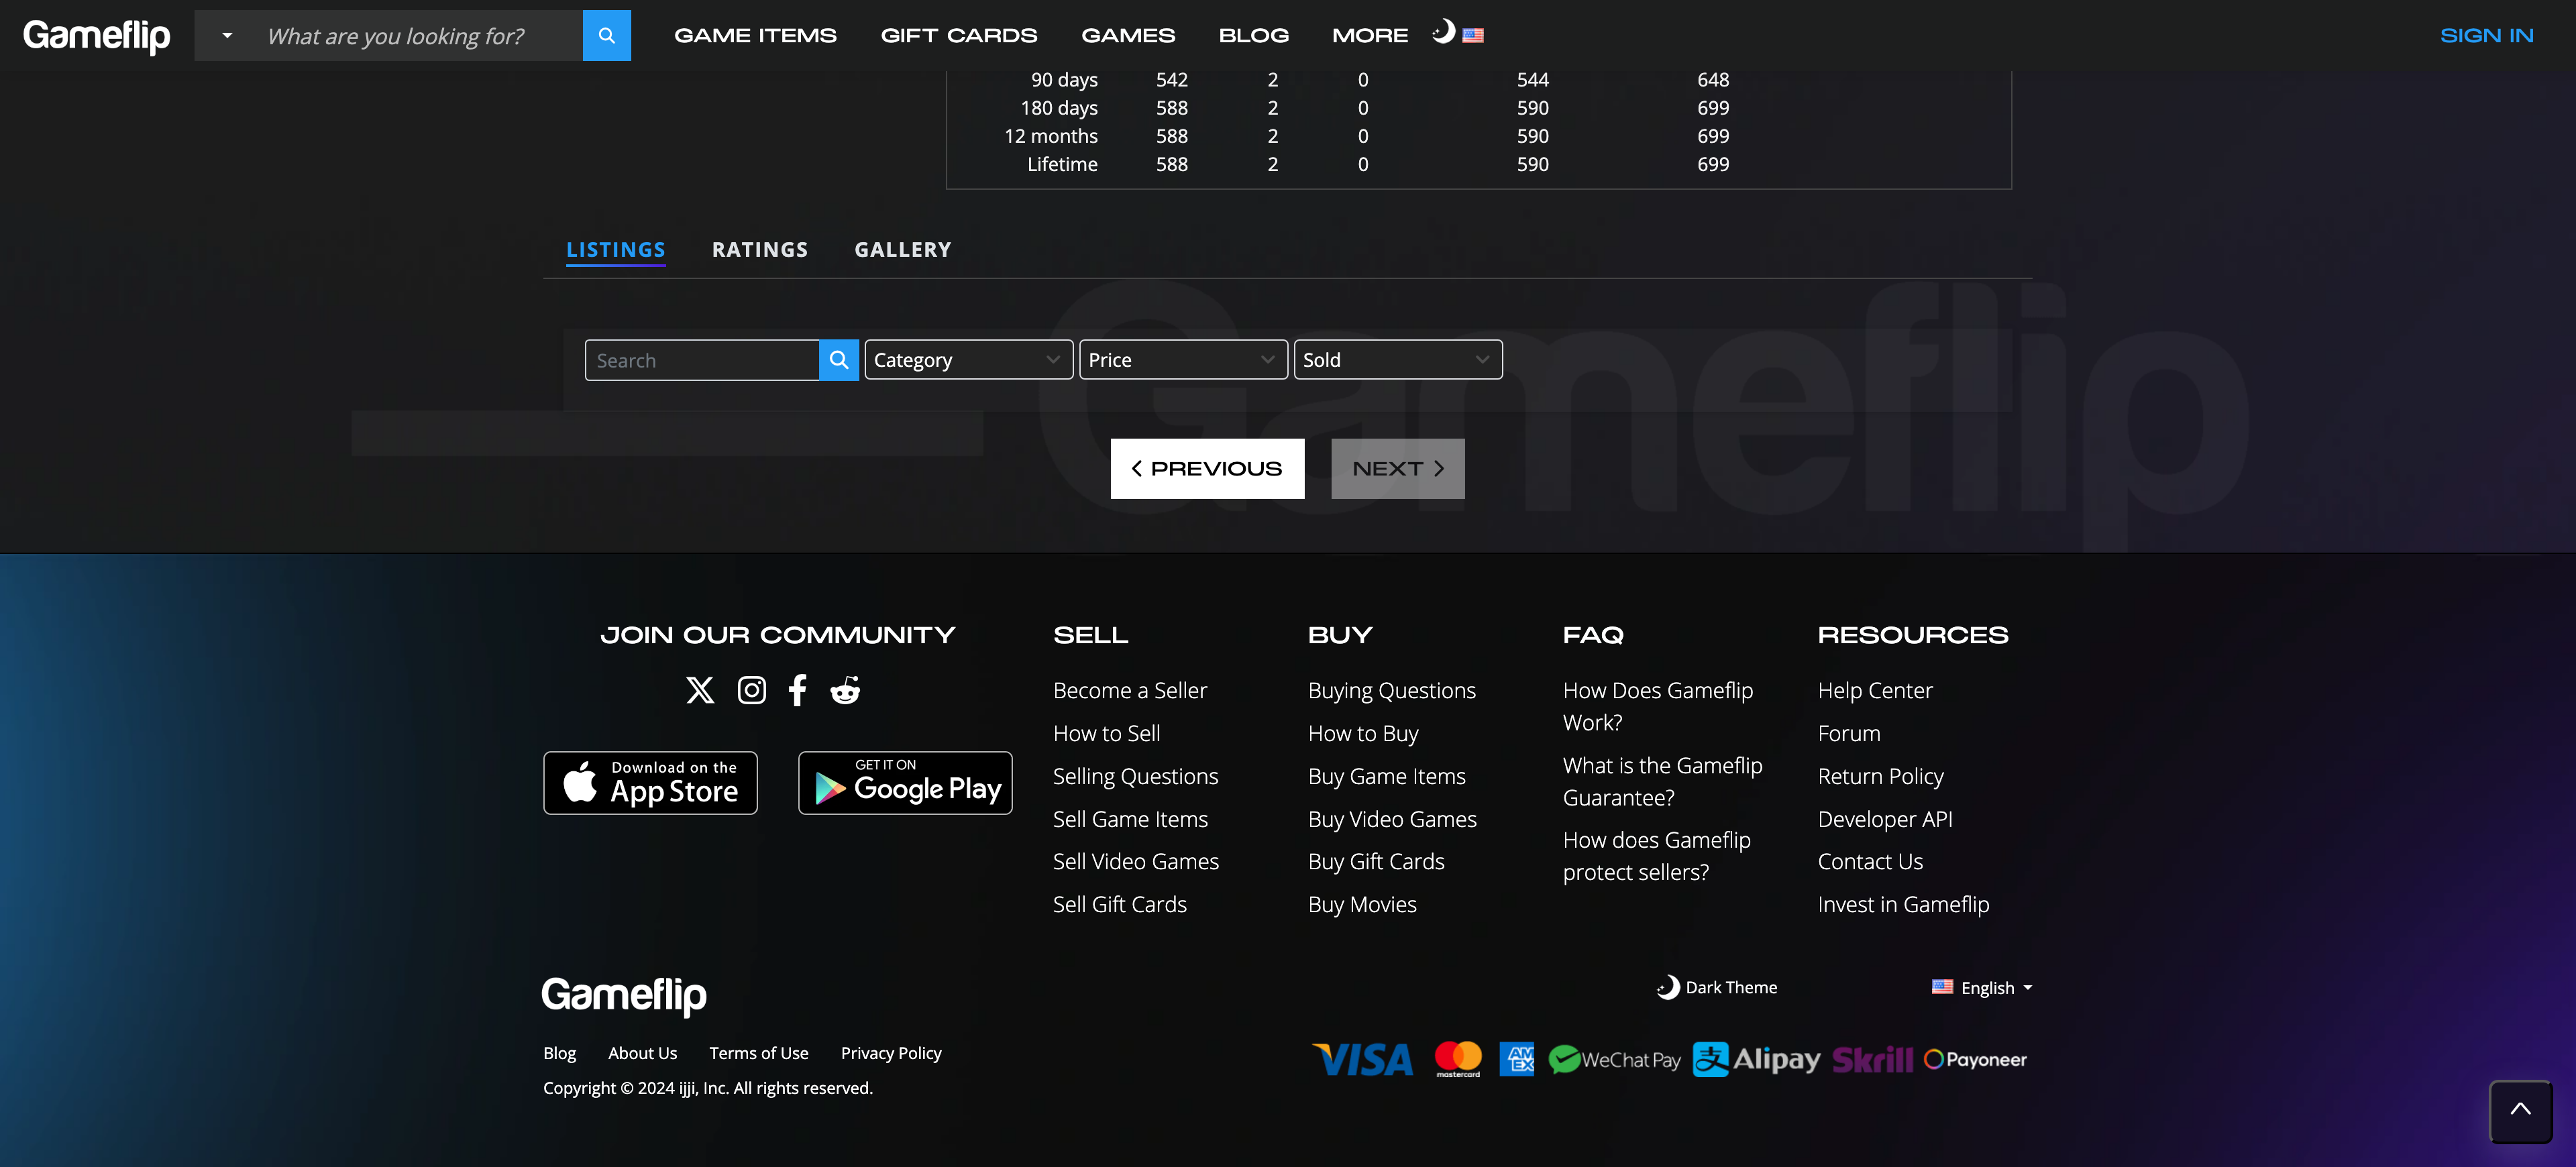 Gameflip
What are you looking for?
GAME ITEMS
GIFT CARDS
GAMES
BLOG
MORE
SIGN IN
90 days 542 2 0 544 648
180 days 588 2 0 590 699
12 months 588 2 0 590 699
Lifetime 588 2 0 590 699
LISTINGS
RATINGS
GALLERY
Search
Category
Price
Sold
Gameflip
PREVIOUS
NEXT
JOIN OUR COMMUNITY
Download on the
App Store
GET IT ON
Google Play
SELL
Become a Seller
How to Sell
Selling Questions
Sell Game Items
Sell Video Games
Sell Gift Cards
BUY
Buying Questions
How to Buy
Buy Game Items
Buy Video Games
Buy Gift Cards
Buy Movies
FAQ
How Does Gameflip
Work?
What is the Gameflip
Guarantee?
How does Gameflip
protect sellers?
RESOURCES
Help Center
Forum
Return Policy
Developer API
Contact Us
Invest in Gameflip
Gameflip
Dark Theme
English
Blog
About Us
Terms of Use
Privacy Policy
Copyright © 2024 ijji, Inc. All rights reserved.
VISA
mastercard
AM
EX
WeChat Pay
支
Alipay
Skrill
Payoneer